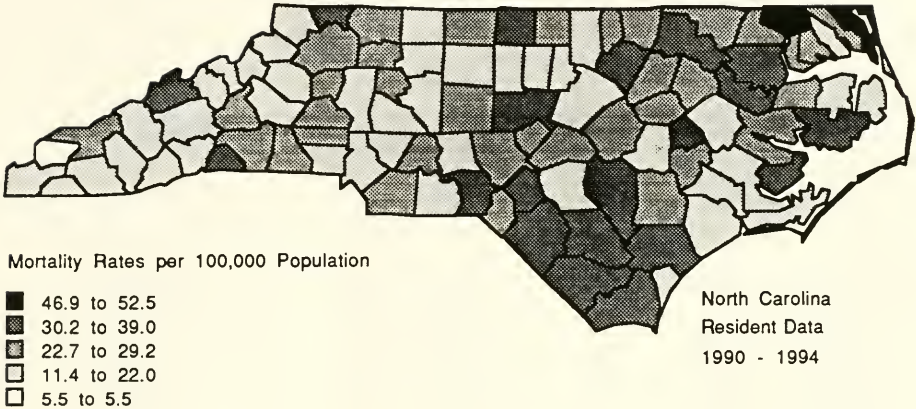 Mortality Rates per 100,000 Population
46.9 to 52.5
30.2 to 39.0
22.7 to 29.2
11.4 to 22.0
5.5 to 5.5
North Carolina
Resident Data
1990 - 1994